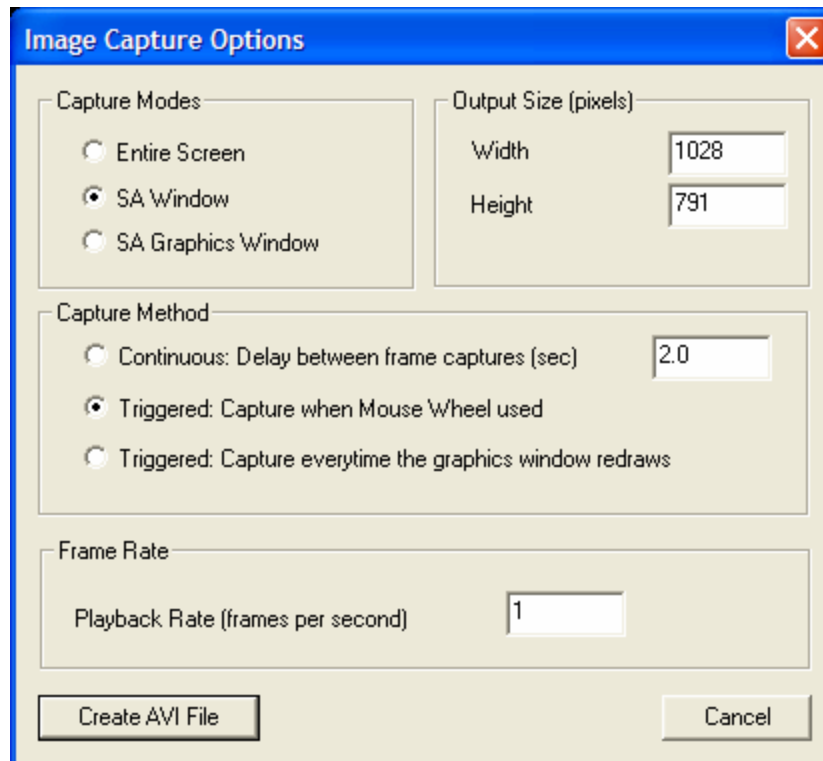 Image Capture Options
Capture Modes
Entire Screen
SA Window
SA Graphics Window
Output Size (pixels)
Width 1028
Height 791
Capture Method
Continuous: Delay between frame captures (sec) 2.0
Triggered: Capture when Mouse Wheel used
Triggered: Capture everytime the graphics window redraws
Frame Rate
Playback Rate (frames per second) 1
Create AVI File Cancel